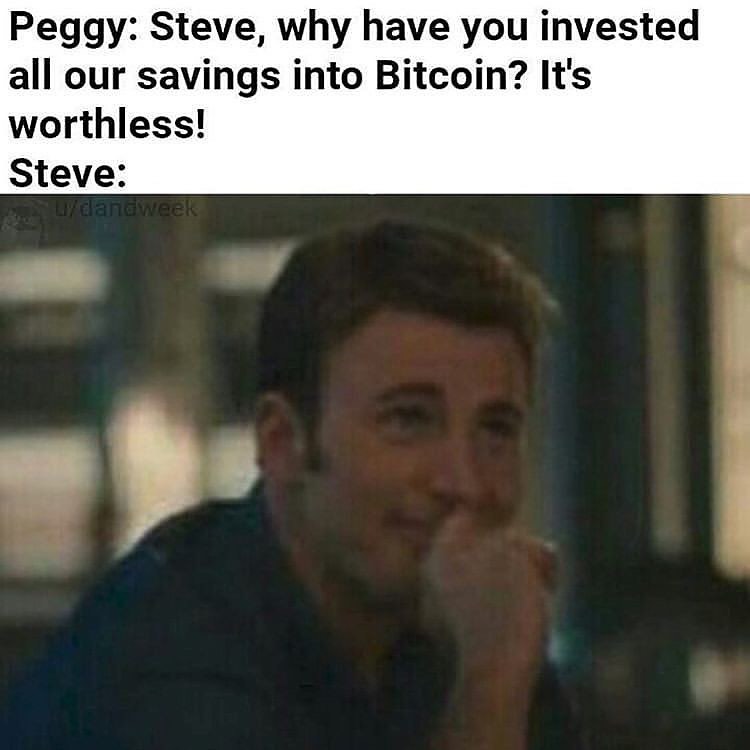 Peggy: Steve, why have you invested
all our savings into Bitcoin? It's
worthless!
Steve:
u/dandweek